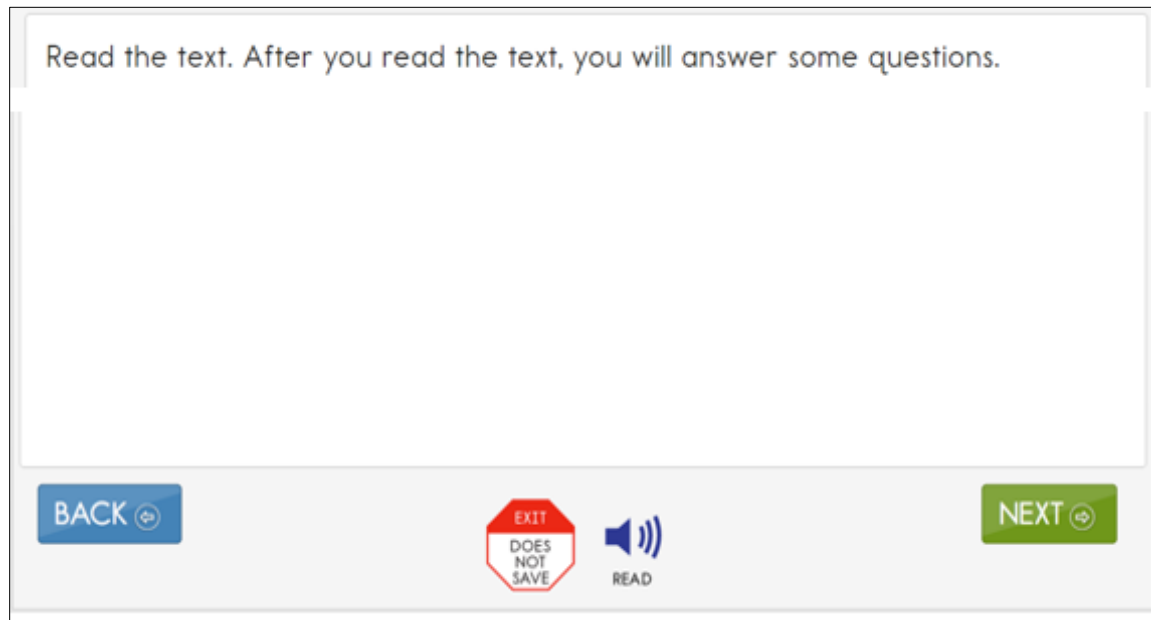 Read the text. After you read the text, you will answer some questions.
BACK
EXIT
DOES
NOT
SAVE
READ
NEXT